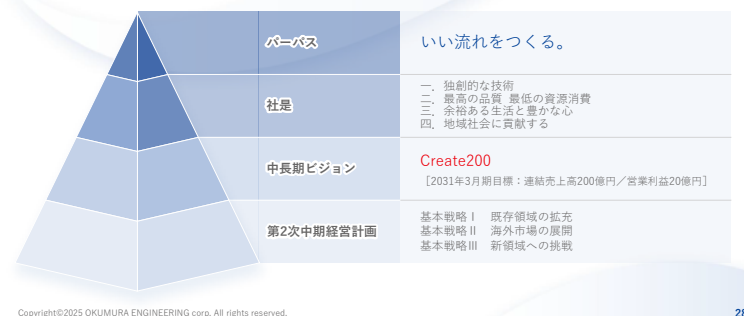 パーパス
いい流れをつくる。
社是
一．独創的な技術
二．最高の品質 最低の資源消費
三．余裕ある生活と豊かな心
四．地域社会に貢献する
中長期ビジョン
Create200
［2031年3月期目標：連結売上高200億円／営業利益20億円］
第2次中期経営計画
基本戦略Ⅰ　既存領域の拡充
基本戦略Ⅱ　海外市場の展開
基本戦略Ⅲ　新領域への挑戦
Copyright©2025 OKUMURA ENGINEERING corp. All rights reserved.
28